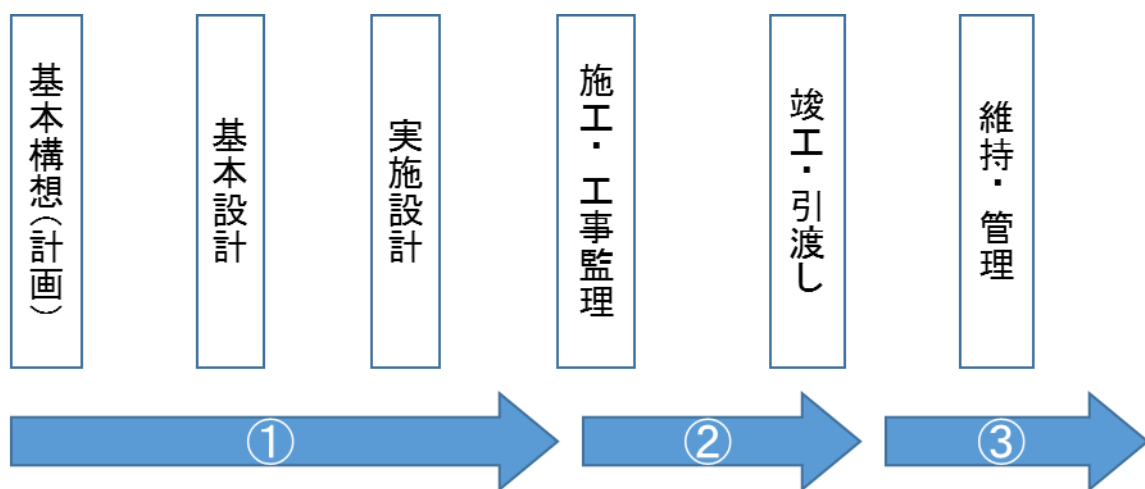 基本構想（計画）
基本設計
実施設計
施工・工事監理
竣工・引渡し
維持・管理
①
②
③